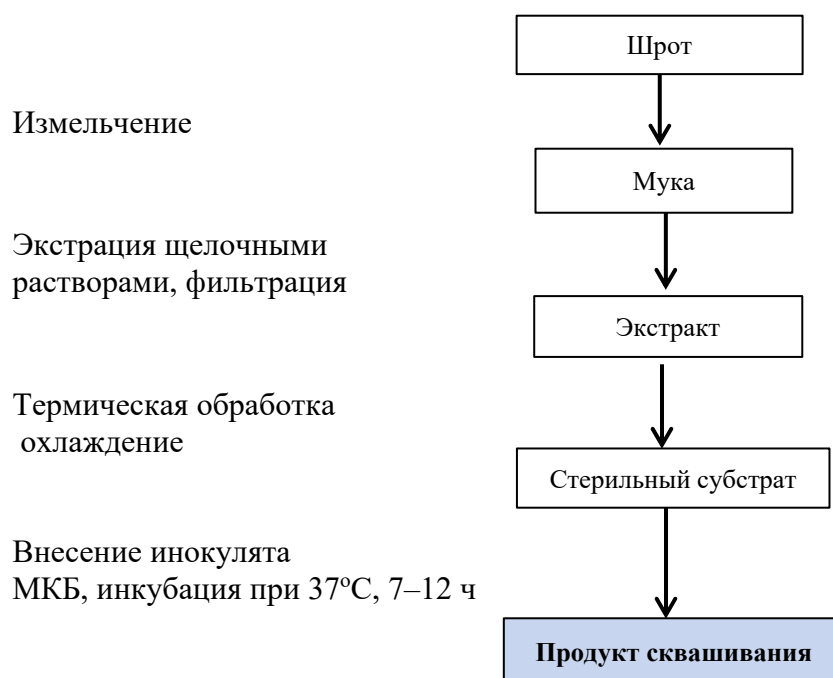 Шрот
Измельчение
Мука
Экстрация щелочными
растворами, фильтрация
Экстракт
Термическая обработка
охлаждение
Стерильный субстрат
Внесение инокулята
МКБ, инкубация при 37ºС, 7–12 ч
Продукт сквашивания